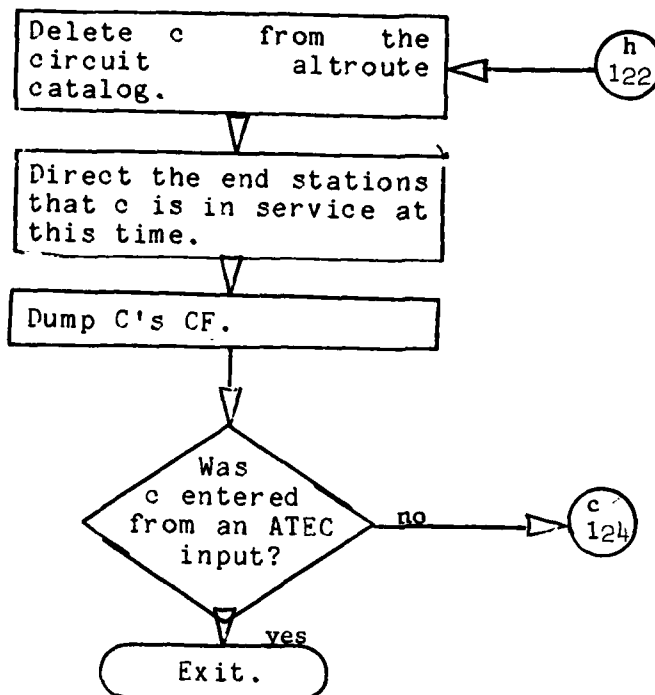 Delete c from the
circuit altroute
catalog.
h
122
Direct the end stations
that c is in service at
this time.
Dump C's CF.
Was
c entered
from an ATEC
input?
no
c
124
yes
Exit.